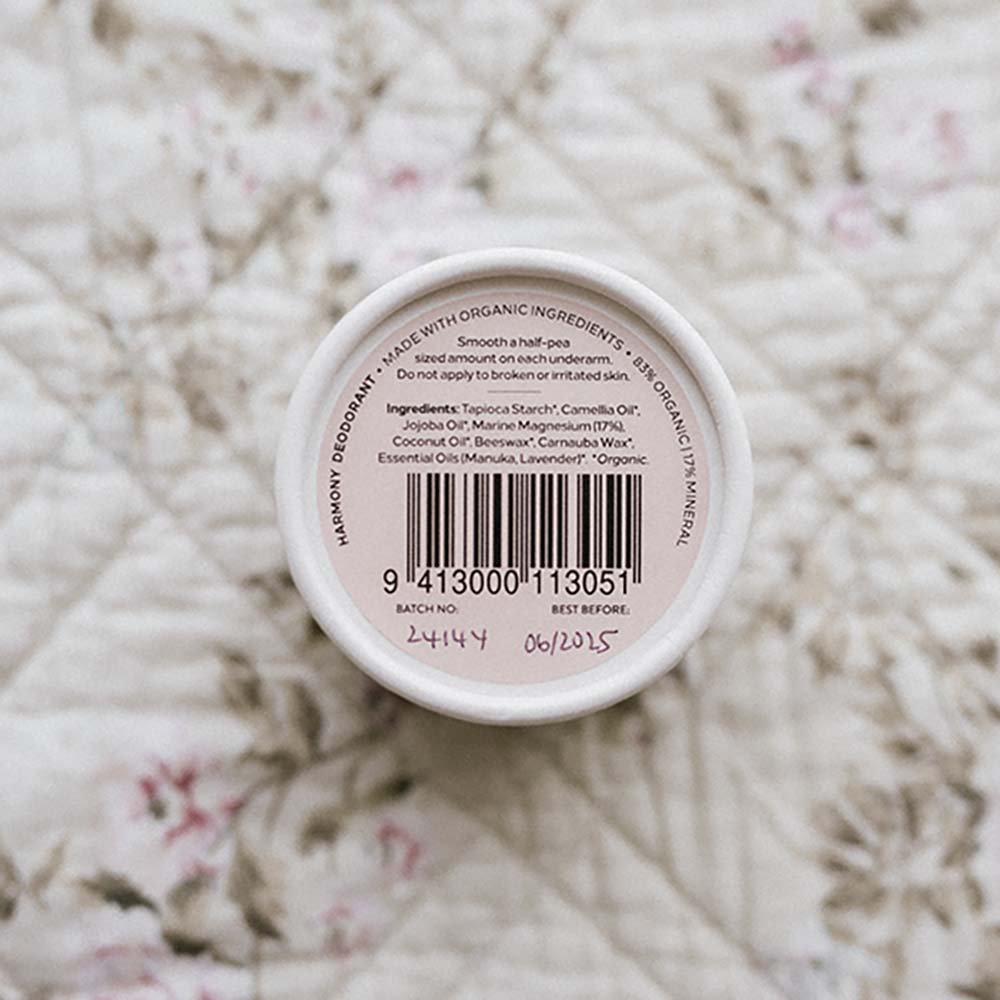 HARMONY DEODORANT • MADE WITH ORGANIC INGREDIENTS • 83% ORGANIC | 17% MINERAL
Smooth a half-pea
sized amount on each underarm.
Do not apply to broken or irritated skin.
Ingredients: Tapioca Starch*, Camellia Oil*,
Jojoba Oil*, Marine Magnesium (17%),
Coconut Oil*, Beeswax*, Carnauba Wax*,
Essential Oils (Manuka, Lavender)*. *Organic.
9 413000 113051
BATCH NO: BEST BEFORE:
24144 06/2025